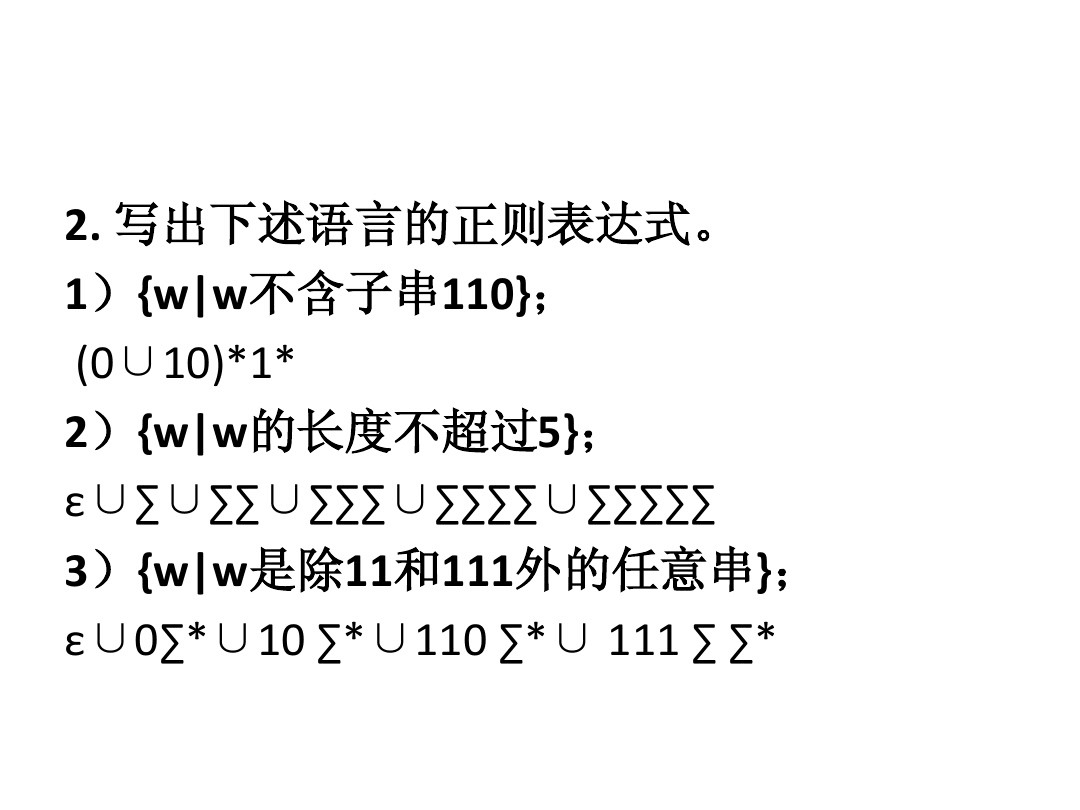 2. 写出下述语言的正则表达式。
1）{w|w不含子串110};
(0∪10)*1*
2）{w|w的长度不超过5};
ε∪∑∪∑∑∪∑∑∑∪∑∑∑∑∪∑∑∑∑∑
3）{w|w是除11和111外的任意串};
ε∪0∑*∪10 ∑*∪110 ∑*∪ 111 ∑ ∑*